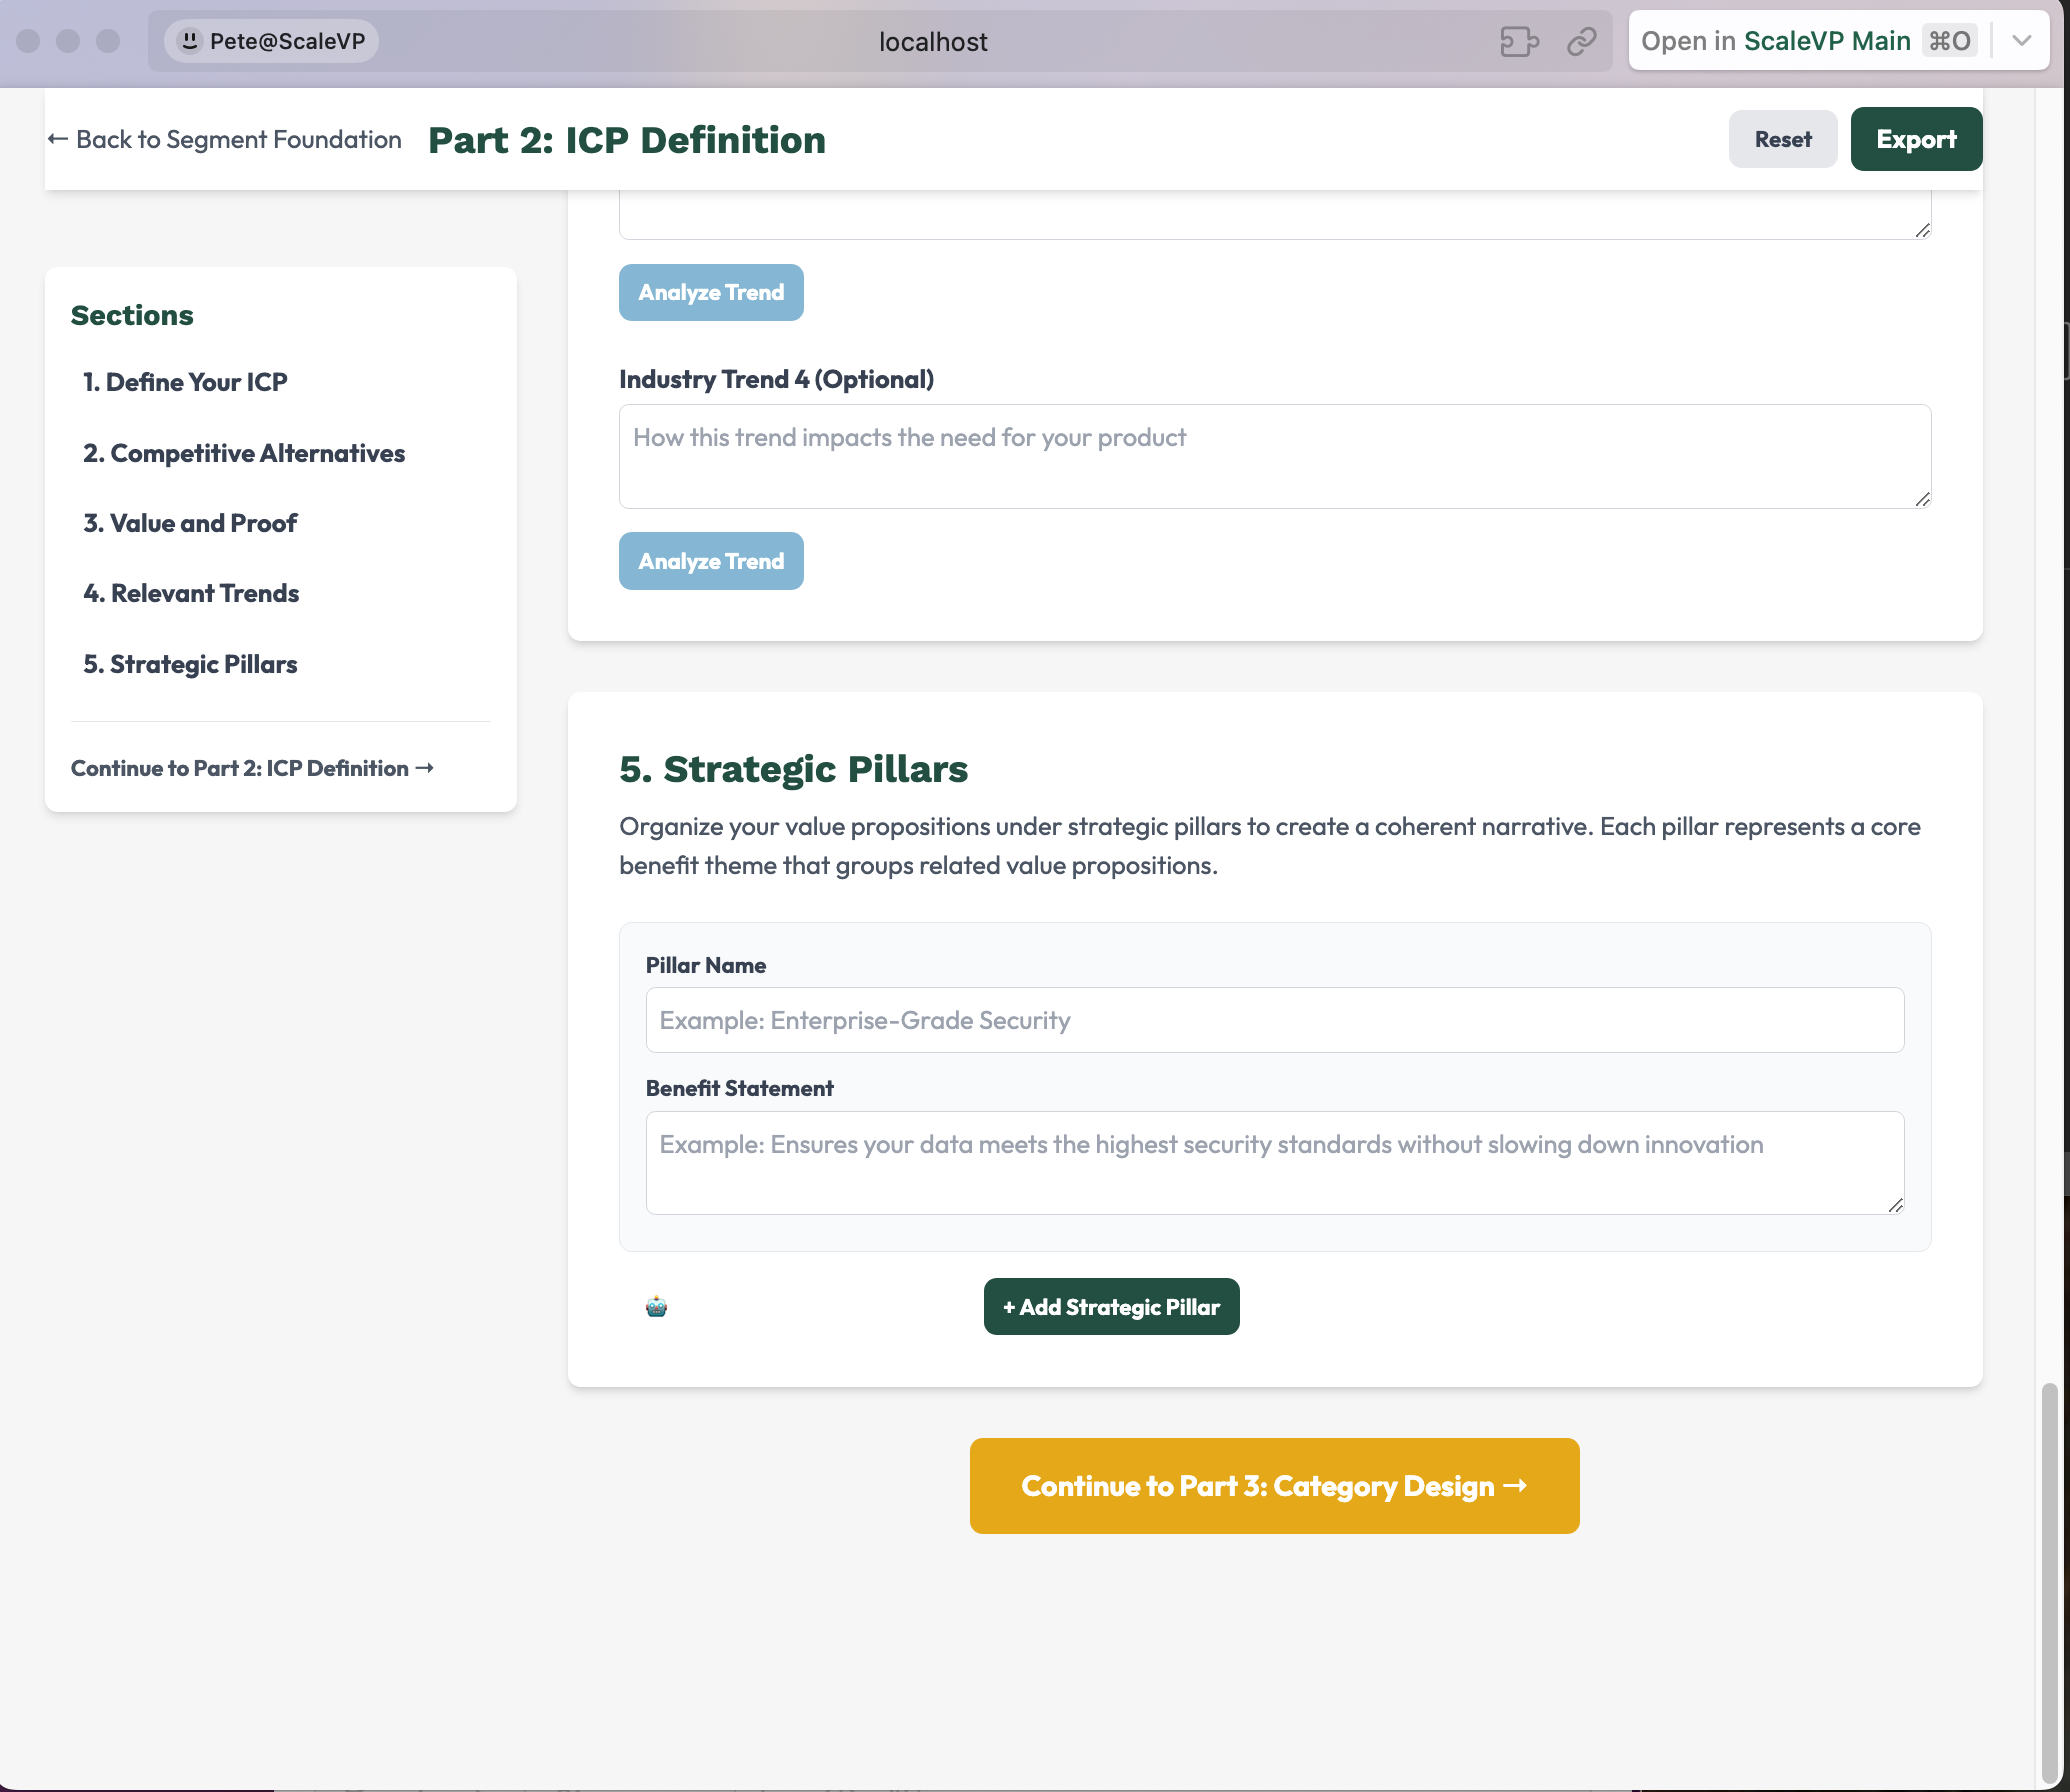 Pete@ScaleVP
localhost
Open in ScaleVP Main ⌘O
← Back to Segment Foundation
Part 2: ICP Definition
Reset
Export
Sections
1. Define Your ICP
2. Competitive Alternatives
3. Value and Proof
4. Relevant Trends
5. Strategic Pillars
Continue to Part 2: ICP Definition →
Analyze Trend
Industry Trend 4 (Optional)
How this trend impacts the need for your product
Analyze Trend
5. Strategic Pillars
Organize your value propositions under strategic pillars to create a coherent narrative. Each pillar represents a core
benefit theme that groups related value propositions.
Pillar Name
Example: Enterprise-Grade Security
Benefit Statement
Example: Ensures your data meets the highest security standards without slowing down innovation
🤖
+ Add Strategic Pillar
Continue to Part 3: Category Design →